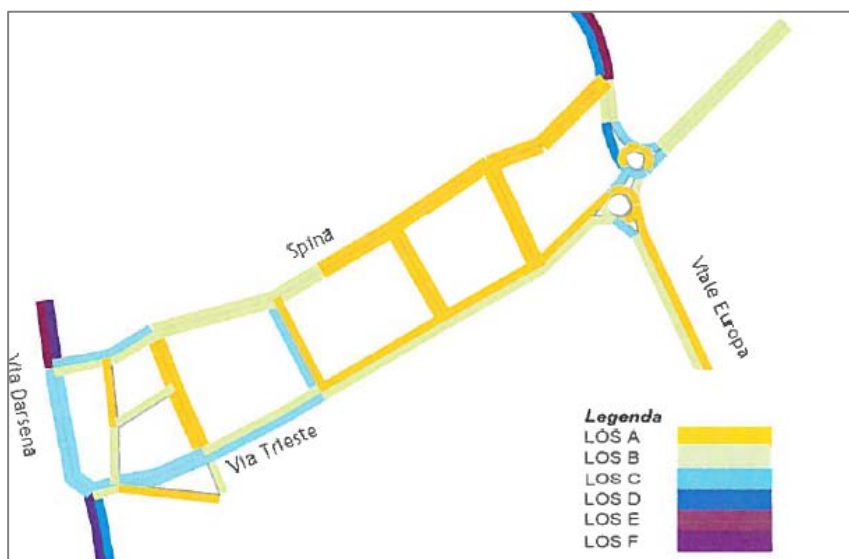 Spina
Viale Europa
Via Darsena
Via Trieste
Legenda
LOS A
LOS B
LOS C
LOS D
LOS E
LOS F